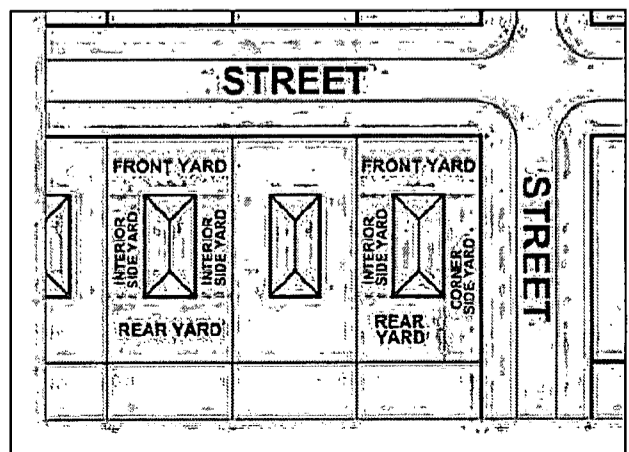 STREET
FRONT YARD
FRONT YARD
INTERIOR
SIDE YARD
INTERIOR
SIDE YARD
INTERIOR
SIDE YARD
CORNER
SIDE YARD
STREET
REAR YARD
REAR
YARD